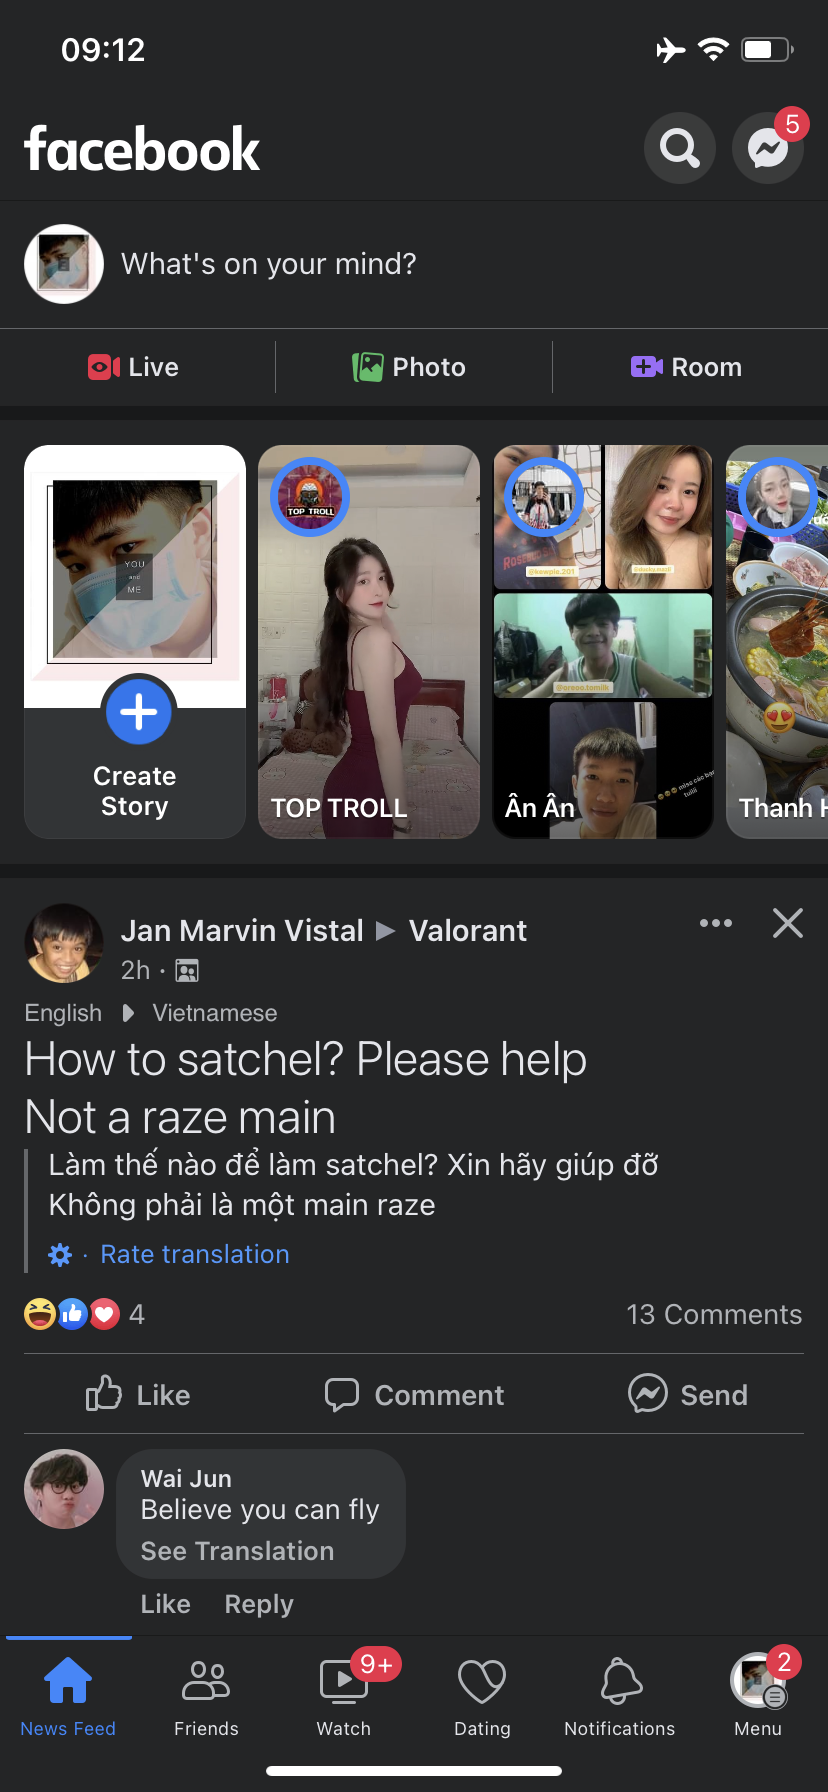 09:12
facebook
5
What's on your mind?
Live
Photo
Room
YOU
and
ME
Create
Story
TOP TROLL
TOP TROLL
@kewpie.201
Ân Ân
Thanh H
Jan Marvin Vistal ▶ Valorant
2h ·
English Vietnamese
How to satchel? Please help
Not a raze main
Làm thế nào để làm satchel? Xin hãy giúp đỡ
Không phải là một main raze
· Rate translation
4
13 Comments
Like
Comment
Send
Wai Jun
Believe you can fly
See Translation
Like Reply
9+
2
News Feed
Friends
Watch
Dating
Notifications
Menu